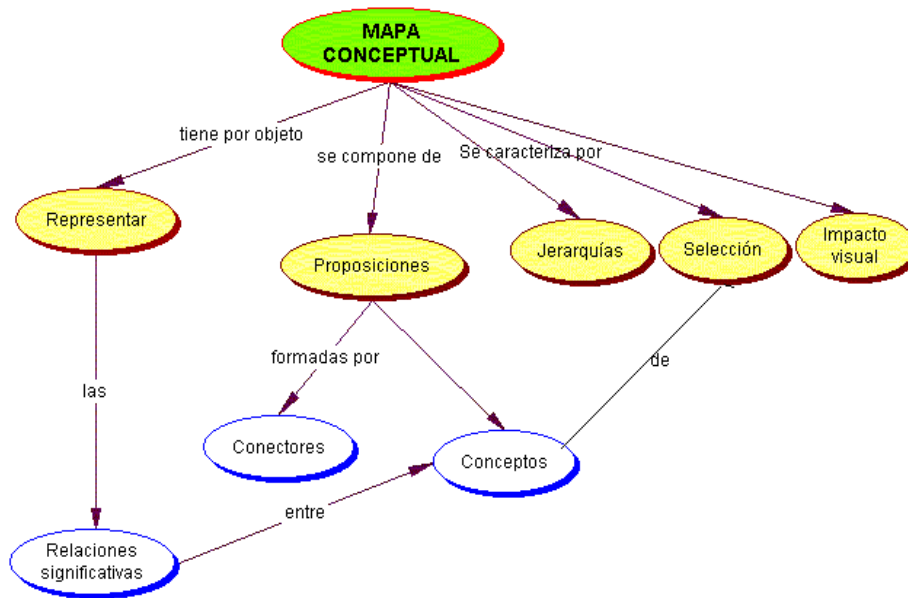 MAPA
CONCEPTUAL
tiene por objeto
se compone de
Se caracteriza por
Representar
Proposiciones
Jerarquías
Selección
Impacto
visual
formadas por
de
las
Conectores
Conceptos
entre
Relaciones
significativas